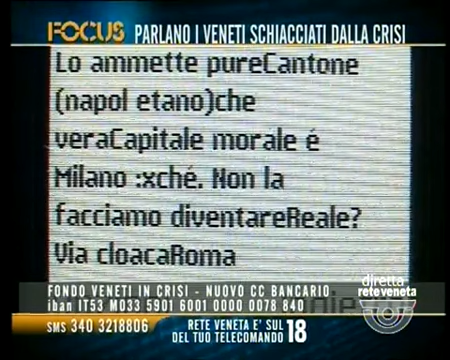 FOCUS PARLANO I VENETI SCHIACCIATI DALLA CRISI
Lo ammette pureCantone
(napol etano)che
veraCapitale morale é
Milano :xché. Non la
facciamo diventareReale?
Via cloacaRoma
diretta
reteveneta
FONDO VENETI IN CRISI - NUOVO CC BANCARIO
iban IT53 M033 5901 6001 0000 0078 840
SMS 340 3218806
RETE VENETA E' SUL
DEL TUO TELECOMANDO 18